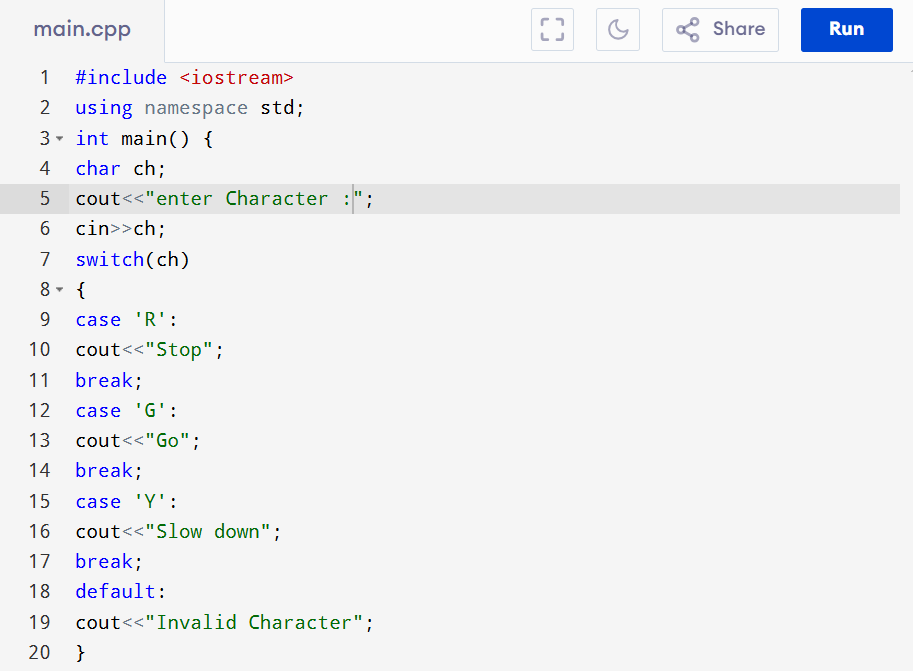 main.cpp
Share
Run
1 #include <iostream>
2 using namespace std;
3 int main() {
4 char ch;
5 cout<<"enter Character :";
6 cin>>ch;
7 switch(ch)
8 {
9 case 'R':
10 cout<<"Stop";
11 break;
12 case 'G':
13 cout<<"Go";
14 break;
15 case 'Y':
16 cout<<"Slow down";
17 break;
18 default:
19 cout<<"Invalid Character";
20 }